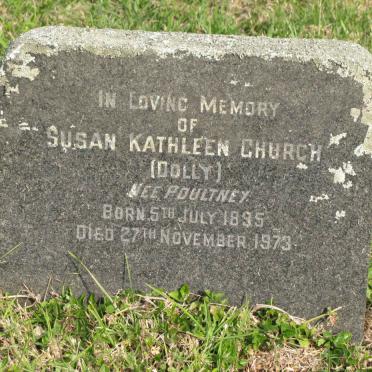 In Loving Memory
of
Susan Kathleen Church
(Dolly)
nee Poultney
Born 5th July 1895
Died 27th November 1973